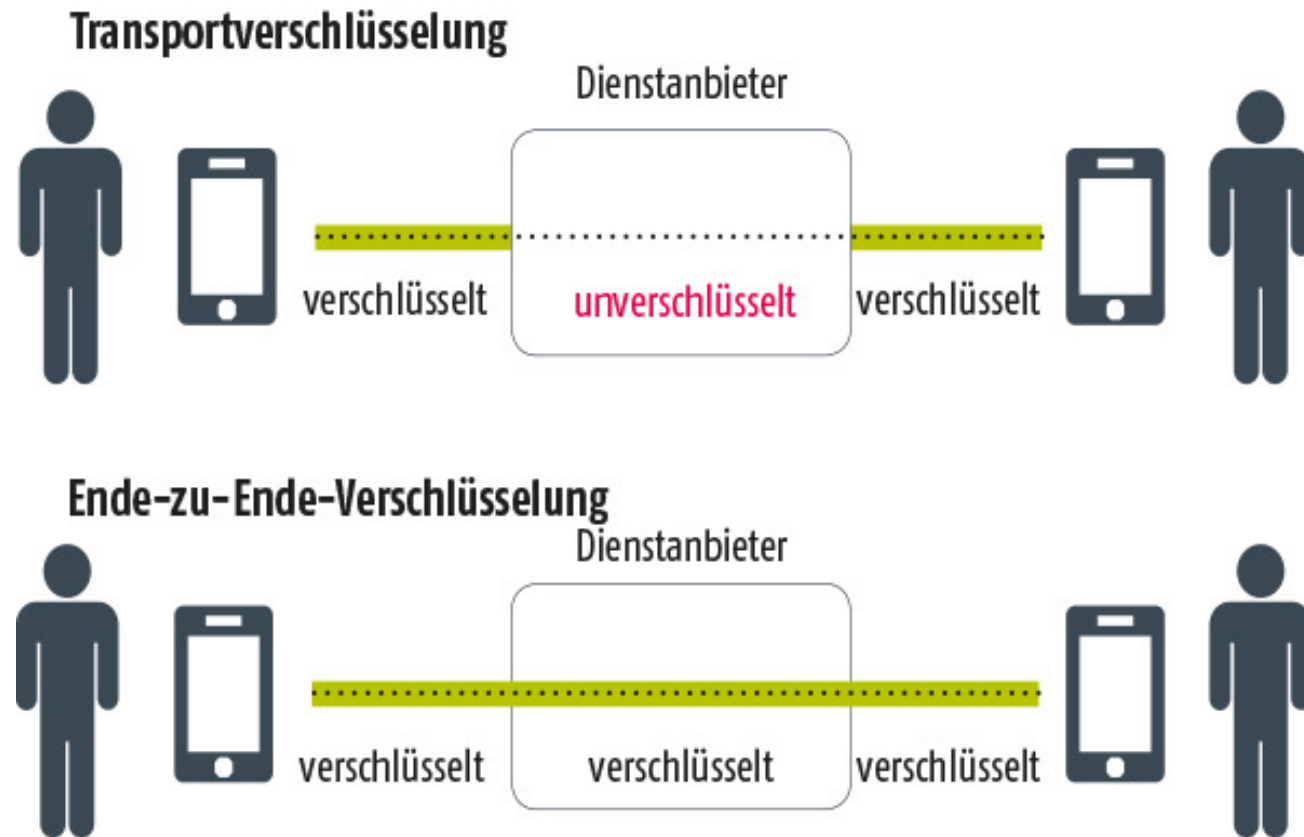 Transportverschlüsselung
Dienstanbieter
verschlüsselt
unverschlüsselt
verschlüsselt
Ende-zu-Ende-Verschlüsselung
Dienstanbieter
verschlüsselt
verschlüsselt
verschlüsselt